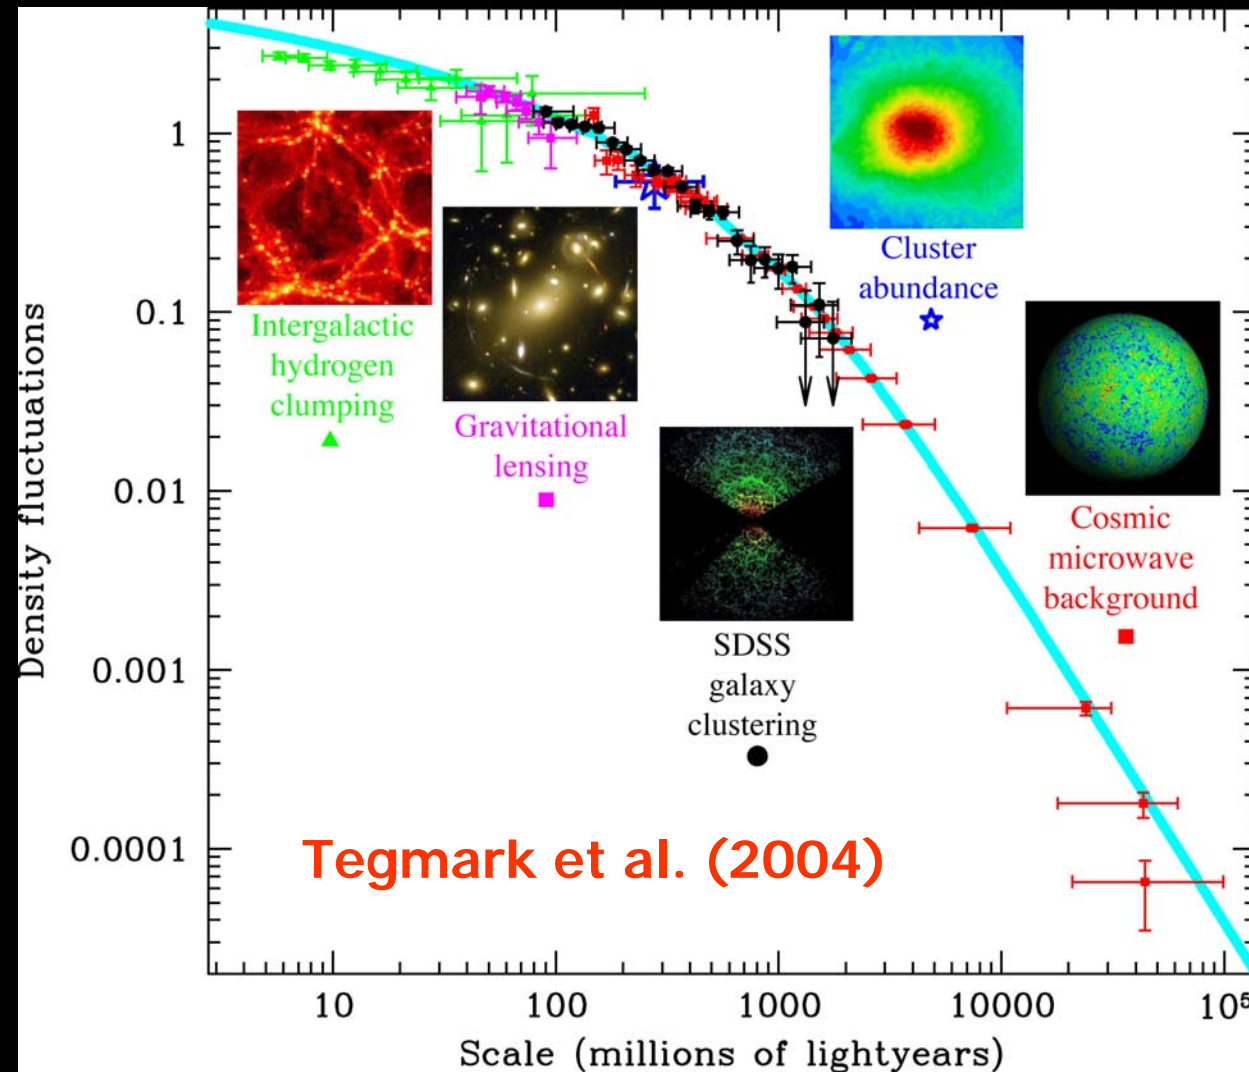 Density fluctuations
1
0.1
0.01
0.001
0.0001
Intergalactic
hydrogen
clumping
Gravitational
lensing
Cluster
abundance
SDSS
galaxy
clustering
Cosmic
microwave
background
Tegmark et al. (2004)
10 100 1000 10000 10⁵
Scale (millions of lightyears)